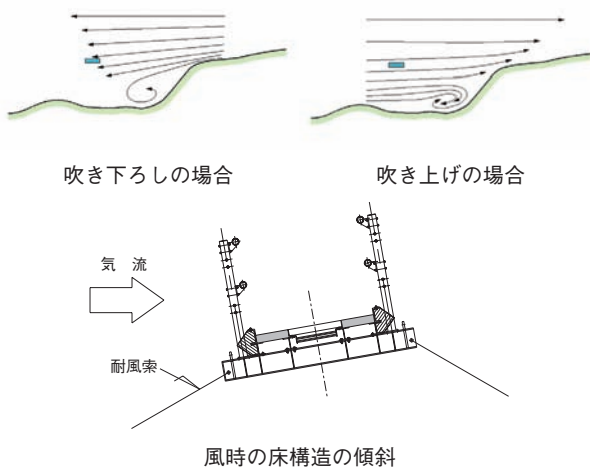 吹き下ろしの場合
吹き上げの場合
気 流
耐風索
風時の床構造の傾斜